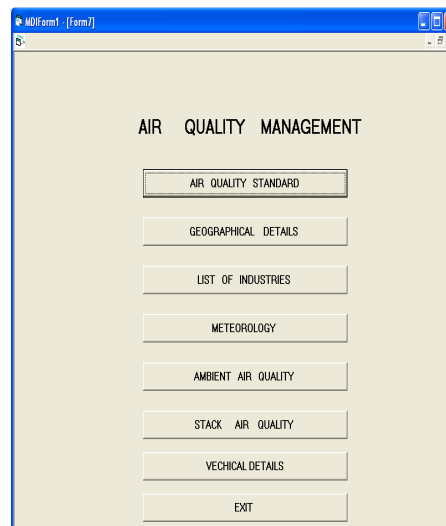 MDIForm1 - [Form7]
AIR QUALITY MANAGEMENT
AIR QUALITY STANDARD
GEOGRAPHICAL DETAILS
LIST OF INDUSTRIES
METEOROLOGY
AMBIENT AIR QUALITY
STACK AIR QUALITY
VECHICAL DETAILS
EXIT